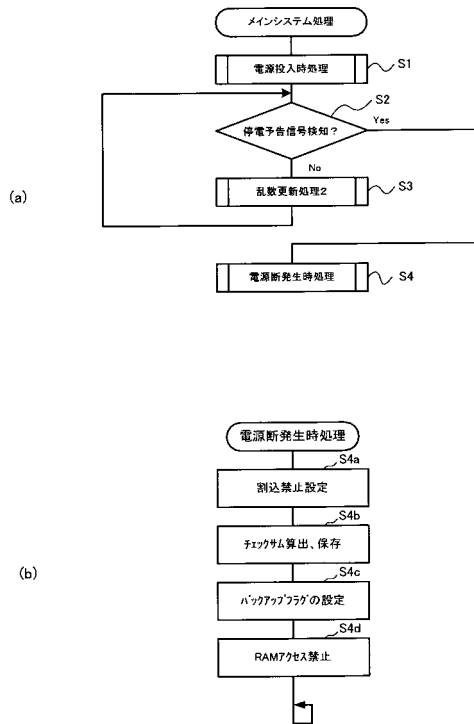 メインシステム処理
電源投入時処理
S1
S2
停電予告信号検知？
Yes
No
乱数更新処理2
S3
(a)
電源断発生時処理
S4
電源断発生時処理
S4a
割込禁止設定
S4b
チェックサム算出、保存
S4c
(b)
バックアップフラグの設定
S4d
RAMアクセス禁止